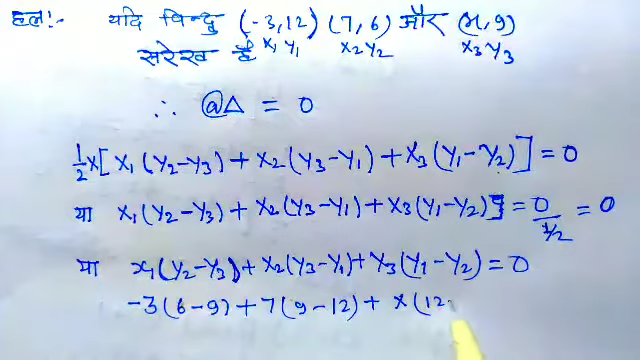 हल:- यदि बिन्दु (-3,12) (7,6) और (x,9)
x₁ y₁ x₂ y₂ x₃ y₃
सरेख है
∴ @△ = 0
1/2 x [ x₁ (y₂-y₃) + x₂ (y₃-y₁) + x₃ (y₁-y₂) ] = 0
या x₁ (y₂-y₃) + x₂ (y₃-y₁) + x₃ (y₁-y₂) ] = 0/1/2 = 0
या x₁ (y₂-y₃) + x₂ (y₃-y₁) + y₃ (y₁-y₂) = 0
-3 (6-9) + 7 (9-12) + x (12-